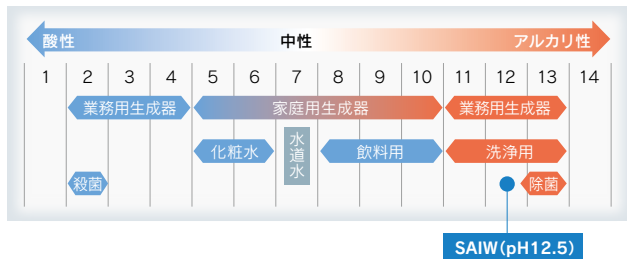 酸性 中性 アルカリ性
1 2 3 4 5 6 7 8 9 10 11 12 13 14
業務用生成器 家庭用生成器 業務用生成器
化粧水 水道水 飲料用 洗浄用
殺菌 除菌
SAIW(pH12.5)